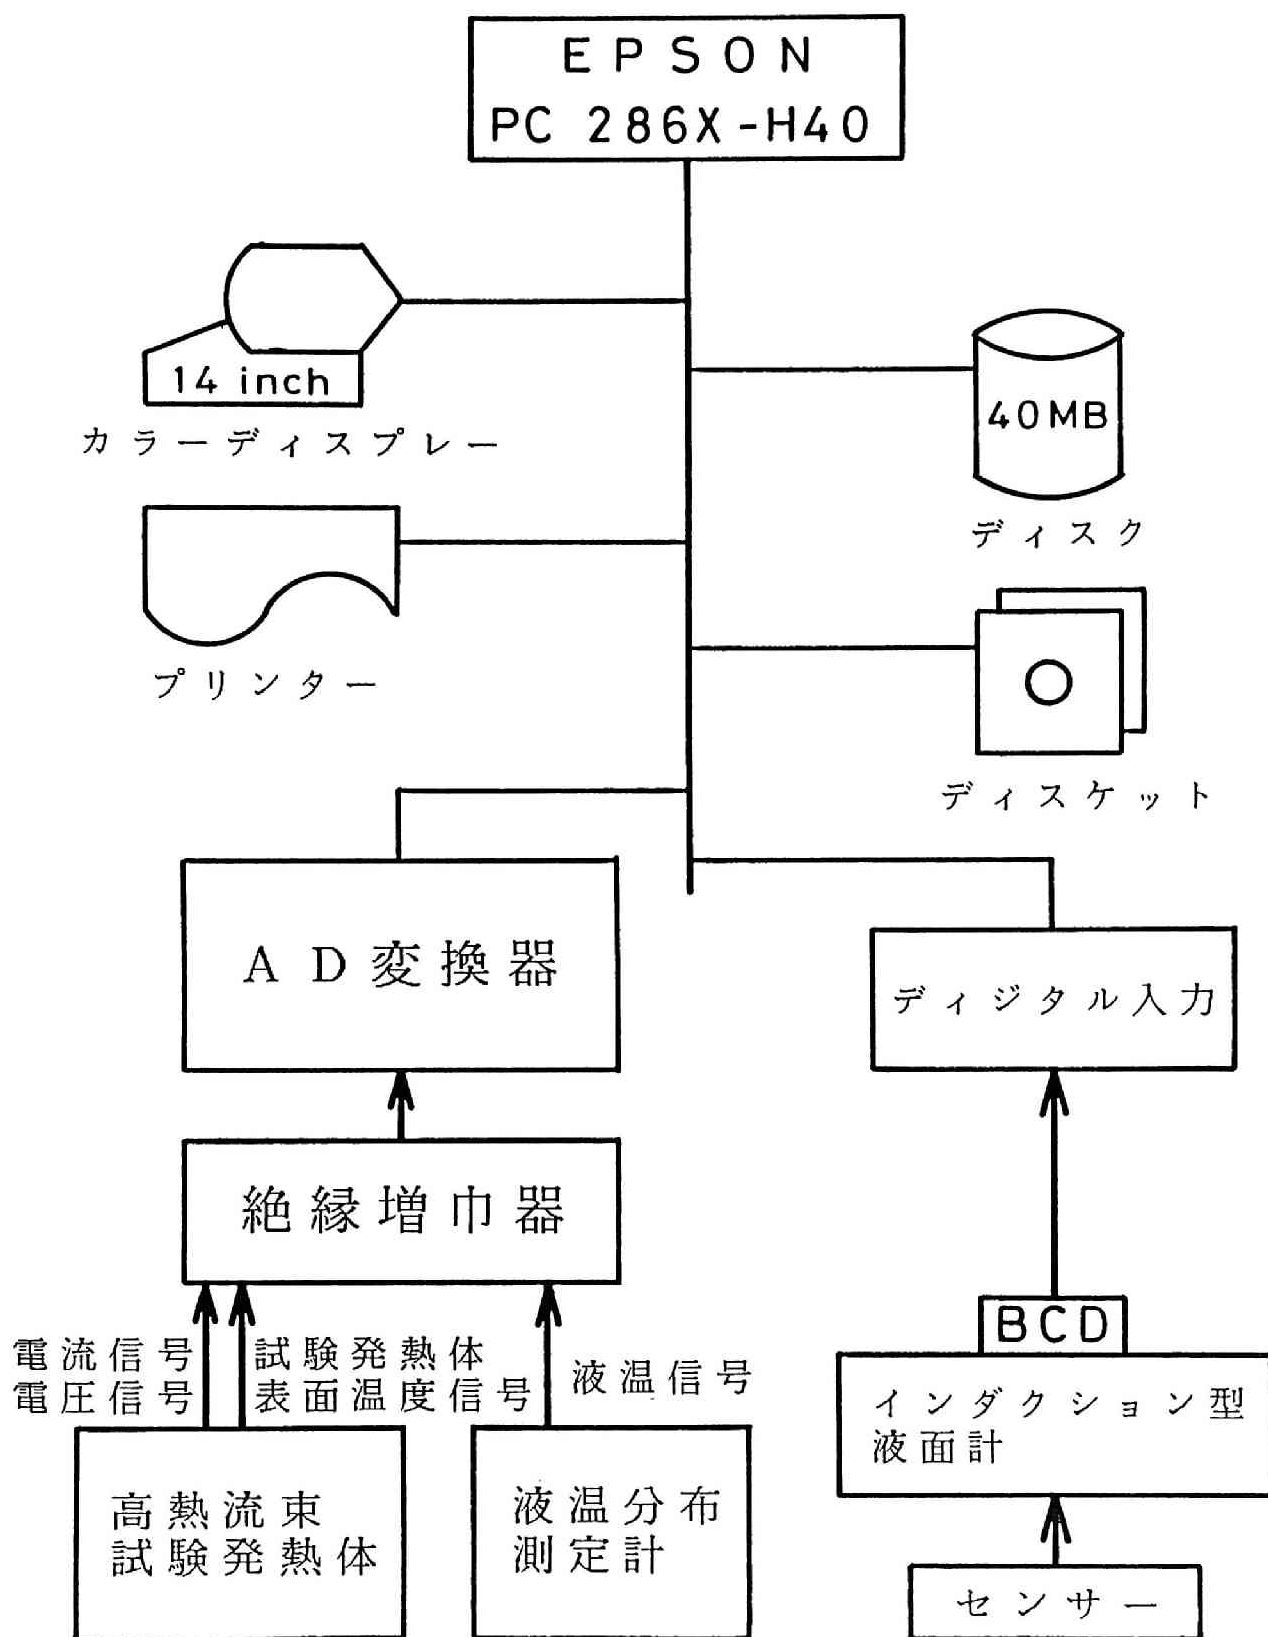 EPSON
PC 286X-H40
14 inch
カラーディスプレー
40MB
ディスク
プリンター
ディスケット
AD変換器
ディジタル入力
絶縁増巾器
電流信号
電圧信号
試験発熱体
表面温度信号
液温信号
BCD
インダクション型
液面計
高熱流束
試験発熱体
液温分布
測定計
センサー